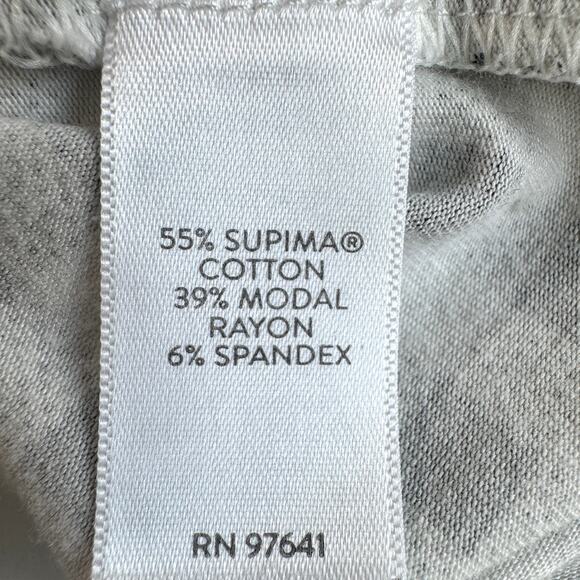 55% SUPIMA®
COTTON
39% MODAL
RAYON
6% SPANDEX
RN 97641